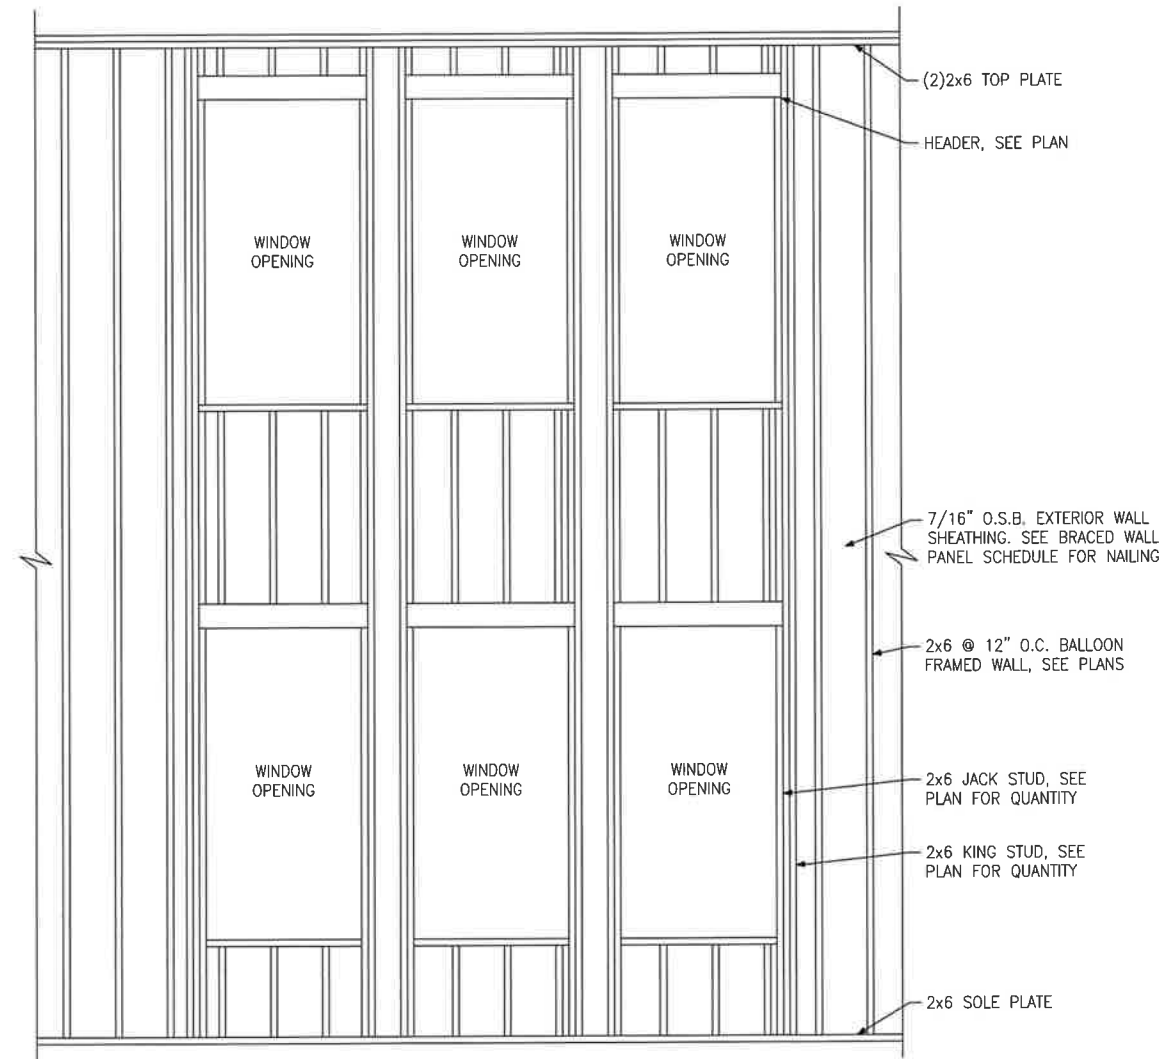 (2)2x6 TOP PLATE
HEADER, SEE PLAN
WINDOW
OPENING
WINDOW
OPENING
WINDOW
OPENING
7/16" O.S.B. EXTERIOR WALL
SHEATHING. SEE BRACED WALL
PANEL SCHEDULE FOR NAILING
2x6 @ 12" O.C. BALLOON
FRAMED WALL, SEE PLANS
WINDOW
OPENING
WINDOW
OPENING
WINDOW
OPENING
2x6 JACK STUD, SEE
PLAN FOR QUANTITY
2x6 KING STUD, SEE
PLAN FOR QUANTITY
2x6 SOLE PLATE